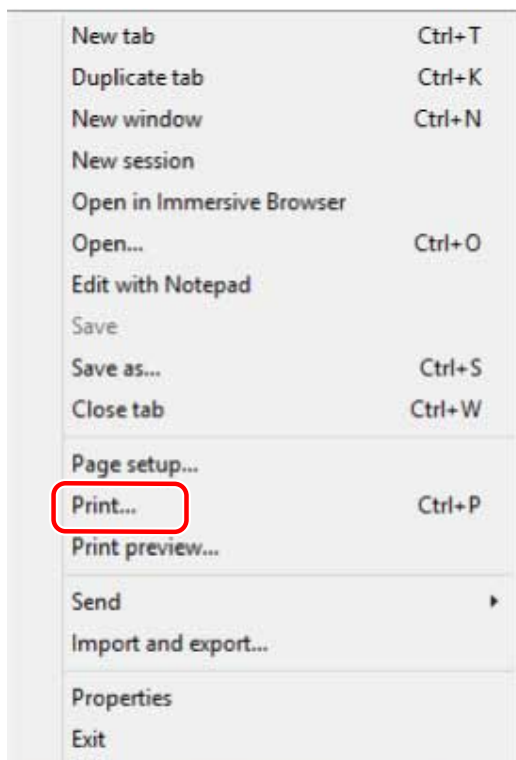 New tab Ctrl+T
Duplicate tab Ctrl+K
New window Ctrl+N
New session
Open in Immersive Browser
Open... Ctrl+O
Edit with Notepad
Save
Save as... Ctrl+S
Close tab Ctrl+W
Page setup...
Print... Ctrl+P
Print preview...
Send
Import and export...
Properties
Exit